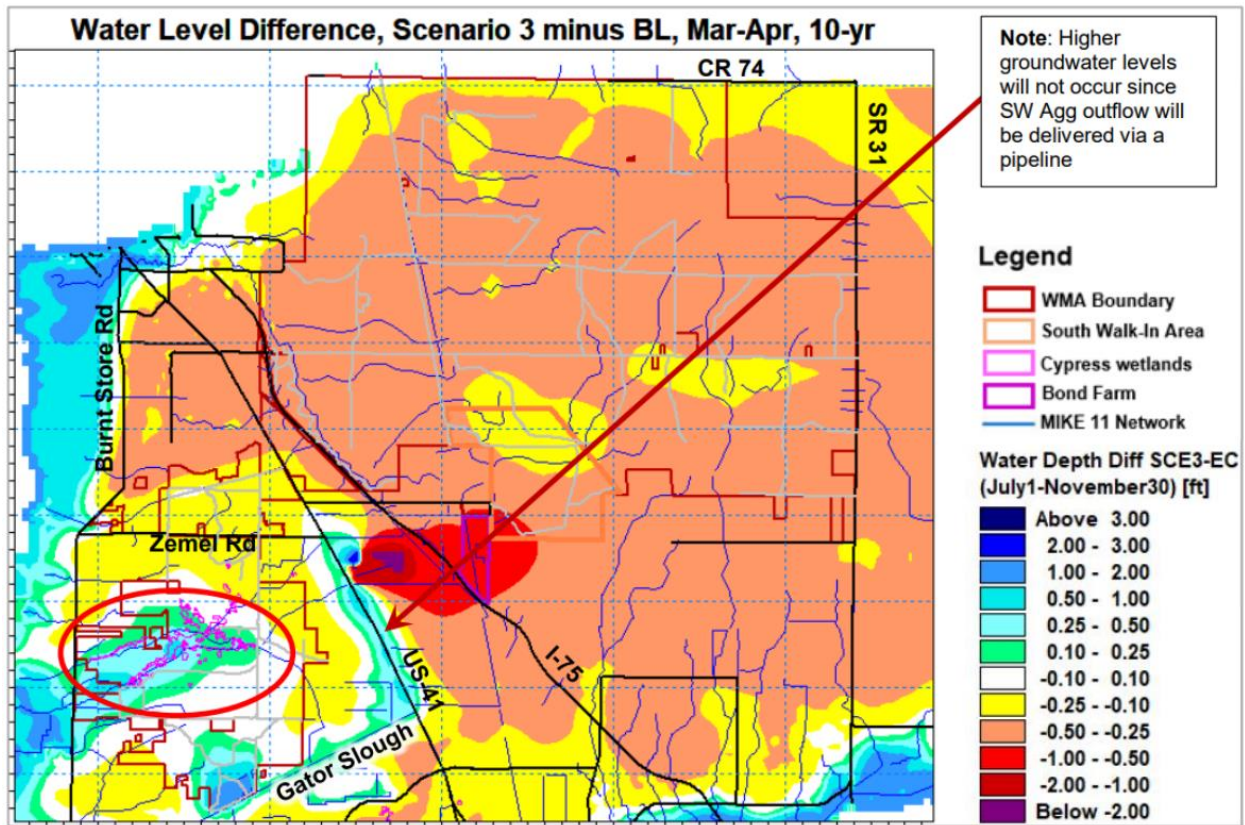 Water Level Difference, Scenario 3 minus BL, Mar-Apr, 10-yr
Note: Higher
groundwater levels
will not occur since
SW Agg outflow will
be delivered via a
pipeline
CR 74
SR 31
Burnt Store Rd
Zemel Rd
US-41
I-75
Gator Slough
Legend
WMA Boundary
South Walk-In Area
Cypress wetlands
Bond Farm
MIKE 11 Network
Water Depth Diff SCE3-EC
(July1-November30) [ft]
Above 3.00
2.00 - 3.00
1.00 - 2.00
0.50 - 1.00
0.25 - 0.50
0.10 - 0.25
-0.10 - 0.10
-0.25 - -0.10
-0.50 - -0.25
-1.00 - -0.50
-2.00 - -1.00
Below -2.00